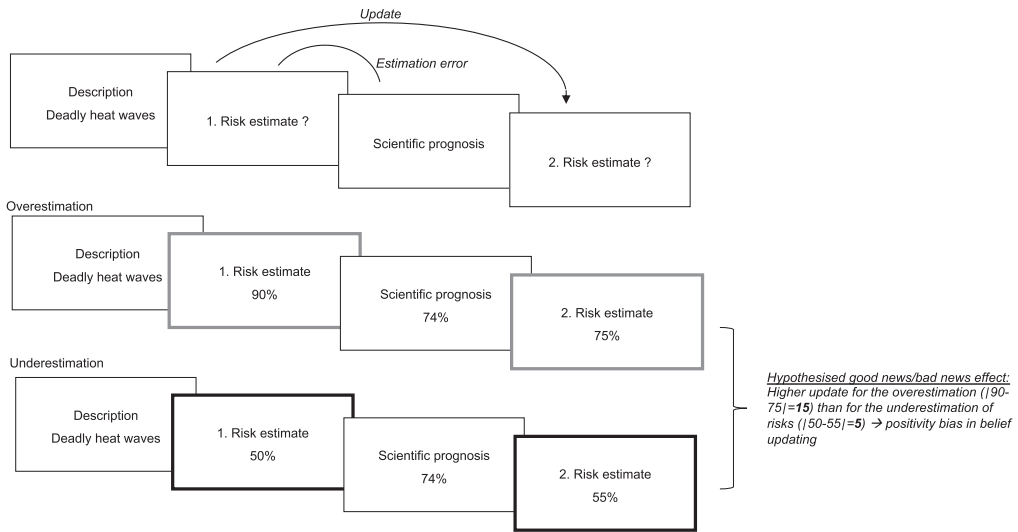 Update
Estimation error
Description
Deadly heat waves
1. Risk estimate ?
Scientific prognosis
2. Risk estimate ?
Overestimation
Description
Deadly heat waves
1. Risk estimate
90%
Scientific prognosis
74%
2. Risk estimate
75%
Underestimation
Description
Deadly heat waves
1. Risk estimate
50%
Scientific prognosis
74%
2. Risk estimate
55%
Hypothesised good news/bad news effect:
Higher update for the overestimation (|90-
75|=15) than for the underestimation of
risks (|50-55|=5) → positivity bias in belief
updating